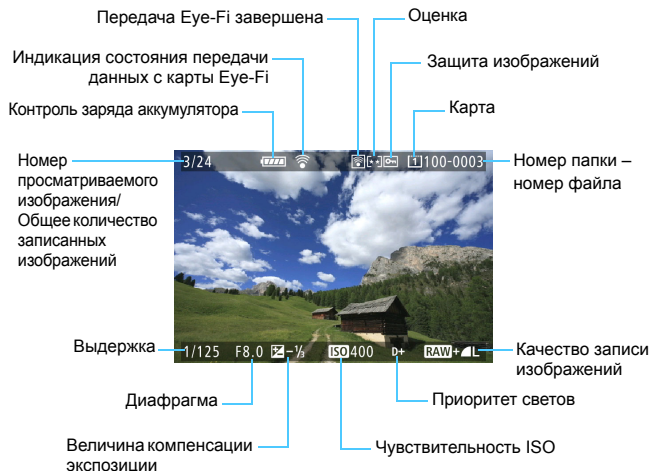 Передача Eye-Fi завершена
Оценка
Индикация состояния передачи
данных с карты Eye-Fi
Защита изображений
Контроль заряда аккумулятора
Карта
Номер
просматриваемого
изображения/
Общее количество
записанных
изображений
3/24
1 100-0003
Номер папки –
номер файла
Выдержка
1/125 F8.0 -⅓ ISO 400 D+ RAW+L
Качество записи
изображений
Диафрагма
Приоритет светов
Величина компенсации
экспозиции
Чувствительность ISO